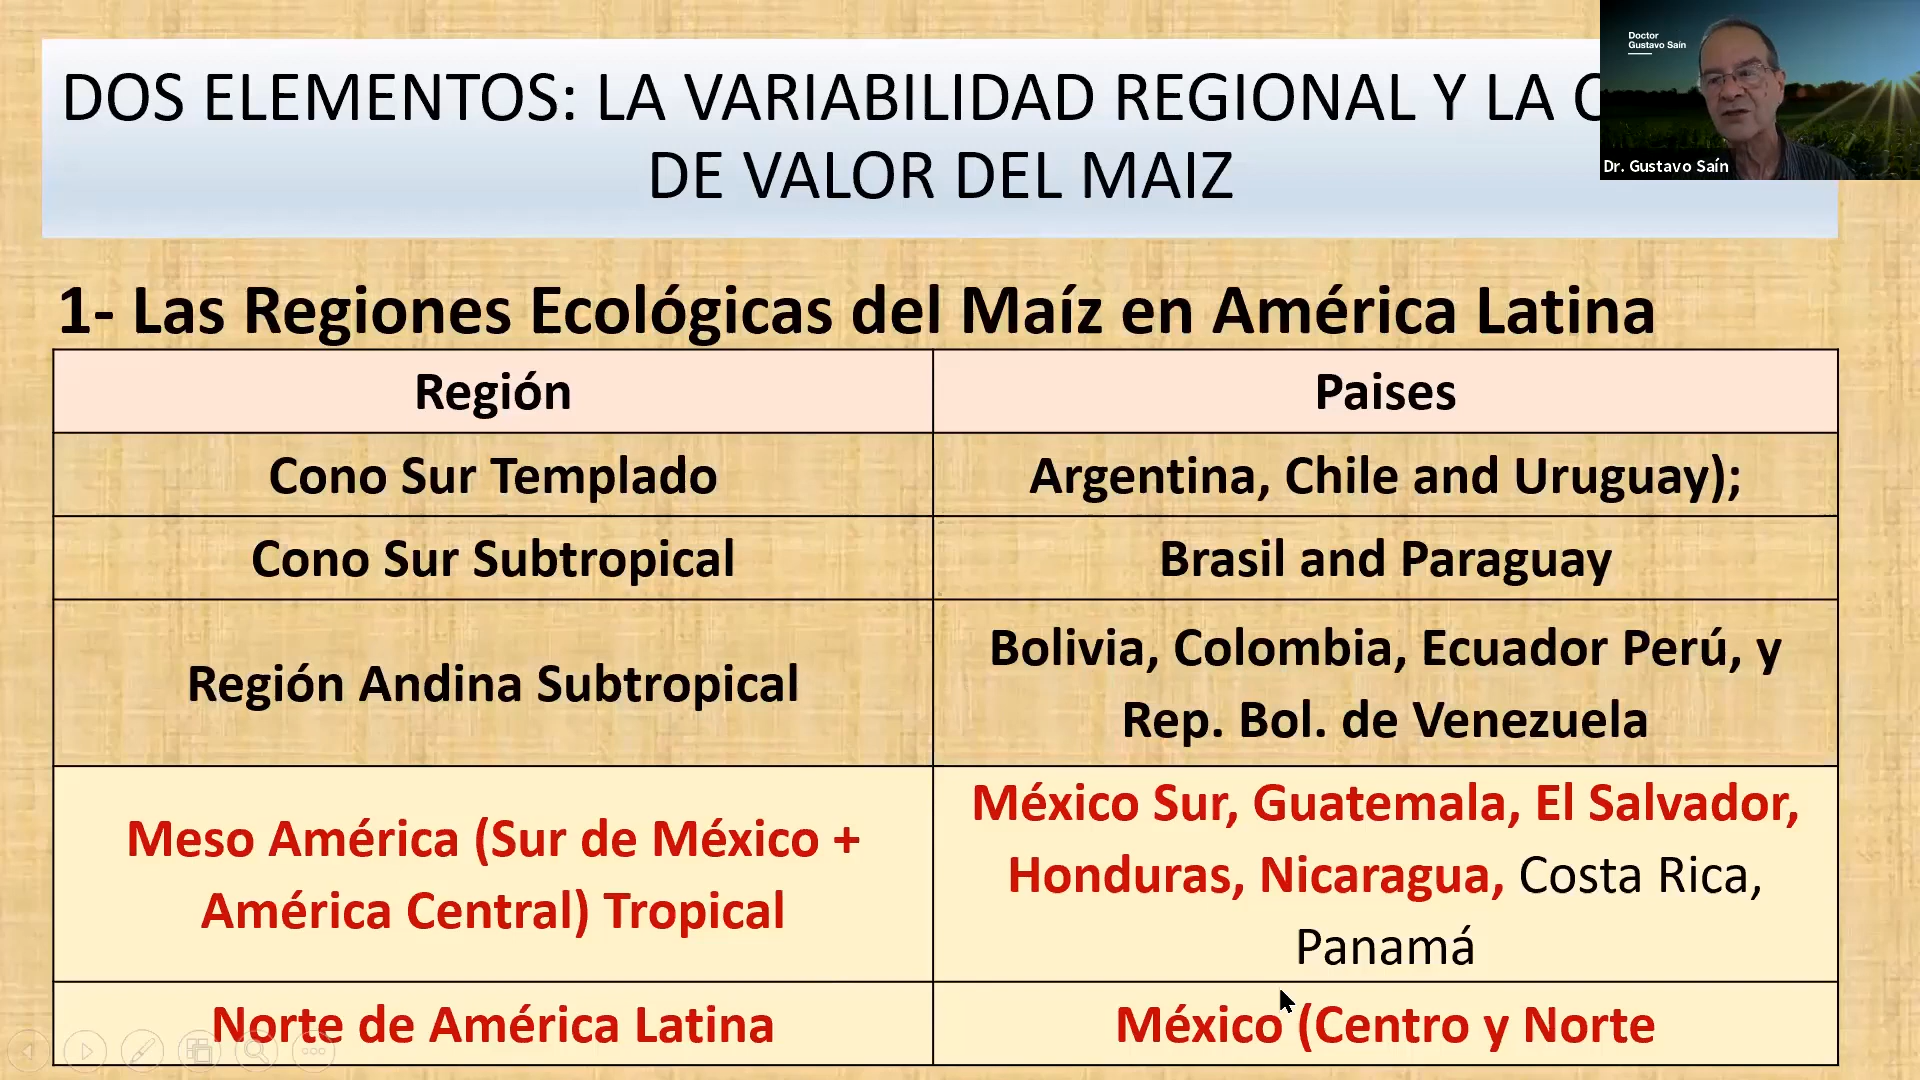 DOS ELEMENTOS: LA VARIABILIDAD REGIONAL Y LA
DE VALOR DEL MAIZ
Doctor
Gustavo Saín
Dr. Gustavo Saín
1- Las Regiones Ecológicas del Maíz en América Latina
Región
Paises
Cono Sur Templado
Argentina, Chile and Uruguay);
Cono Sur Subtropical
Brasil and Paraguay
Región Andina Subtropical
Bolivia, Colombia, Ecuador Perú, y
Rep. Bol. de Venezuela
Meso América (Sur de México +
América Central) Tropical
México Sur, Guatemala, El Salvador,
Honduras, Nicaragua, Costa Rica,
Panamá
Norte de América Latina
México (Centro y Norte